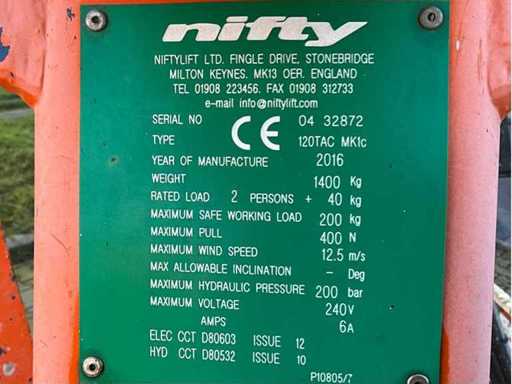 nifty
NIFTYLIFT LTD. FINGLE DRIVE, STONEBRIDGE
MILTON KEYNES. MK13 OER. ENGLAND
TEL 01908 223456. FAX 01908 312733
e-mail info@niftylift.com
SERIAL NO CE 04 32872
TYPE 120TAC MK1c
YEAR OF MANUFACTURE 2016
WEIGHT 1400 Kg
RATED LOAD 2 PERSONS + 40 kg
MAXIMUM SAFE WORKING LOAD 200 kg
MAXIMUM PULL 400 N
MAXIMUM WIND SPEED 12.5 m/s
MAX ALLOWABLE INCLINATION - Deg
MAXIMUM HYDRAULIC PRESSURE 200 bar
MAXIMUM VOLTAGE 240V
AMPS 6A
ELEC CCT D80603 ISSUE 12
HYD CCT D80532 ISSUE 10
P10805/7